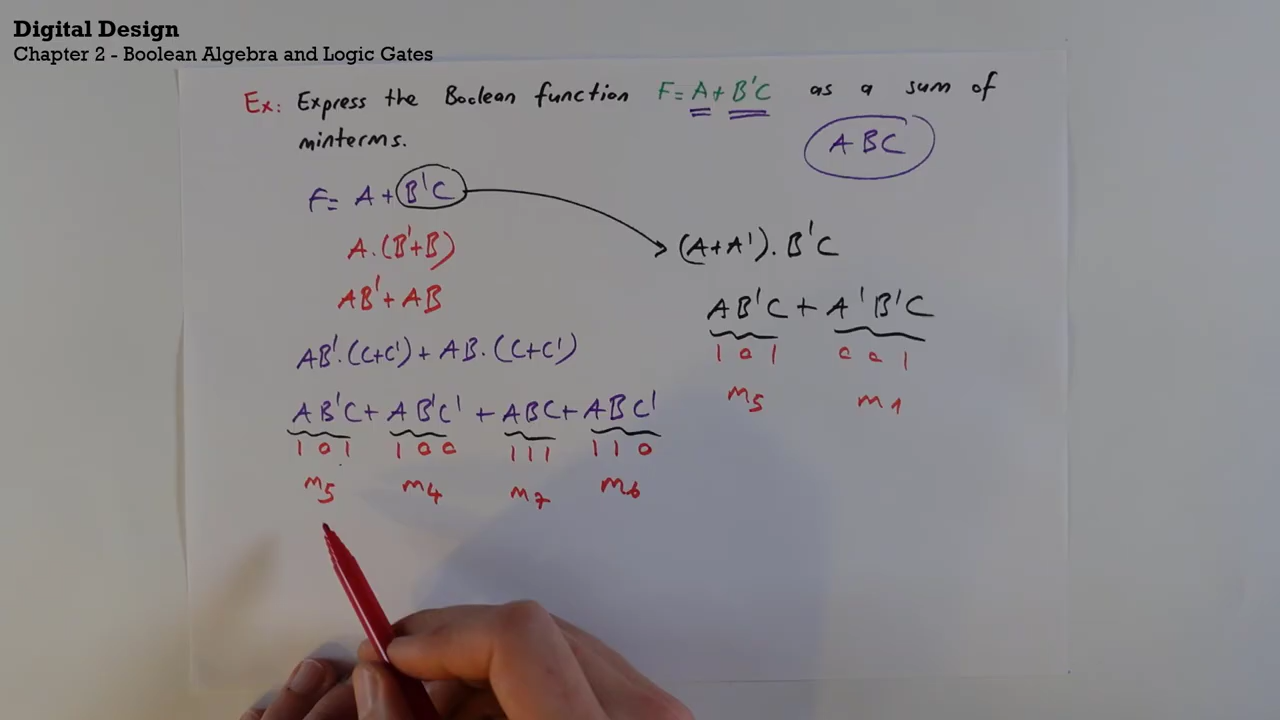 Digital Design
Chapter 2 - Boolean Algebra and Logic Gates
Ex: Express the Boolean function F = A + B'C as a sum of
minterms.
ABC
F = A + B'C
A.(B'+B)
AB' + AB
AB'.(C+C') + AB.(C+C')
AB'C + AB'C' + ABC + ABC'
101 100 111 110
m5 m4 m7 m6
(A+A').B'C
AB'C + A'B'C
101 001
m5 m1